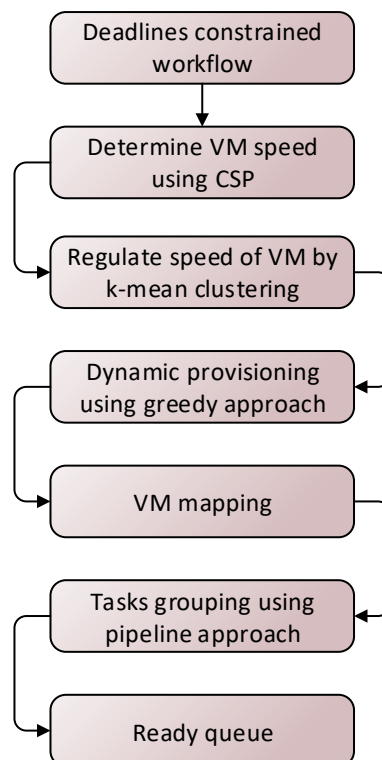 Deadlines constrained
workflow
Determine VM speed
using CSP
Regulate speed of VM by
k-mean clustering
Dynamic provisioning
using greedy approach
VM mapping
Tasks grouping using
pipeline approach
Ready queue